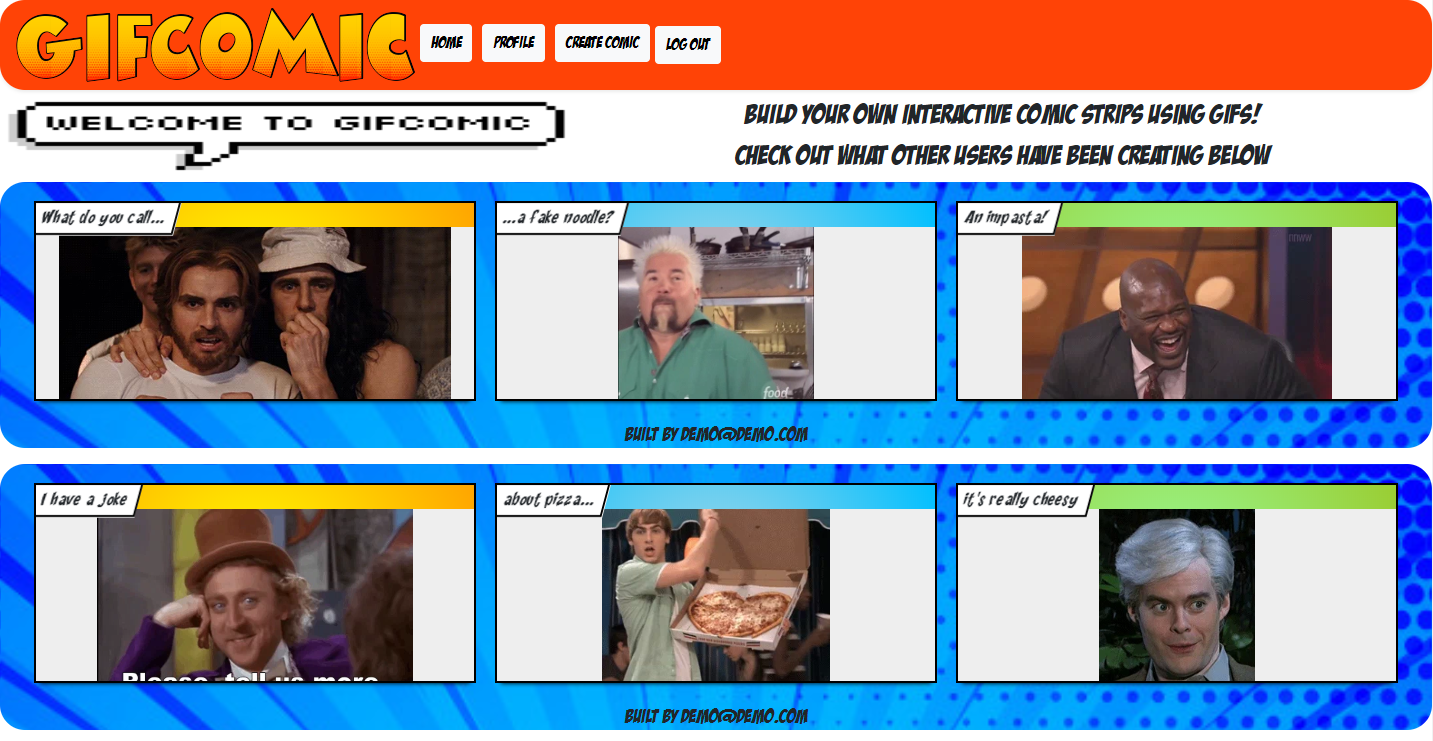 GIFCOMIC
HOME PROFILE CREATE COMIC LOG OUT
WELCOME TO GIFCOMIC
BUILD YOUR OWN INTERACTIVE COMIC STRIPS USING GIFS!
CHECK OUT WHAT OTHER USERS HAVE BEEN CREATING BELOW
What do you call...
...a fake noodle?
An impasta!
food
BUILT BY DEMO@DEMO.COM
I have a joke
about pizza...
it's really cheesy
Please, tell us more
BUILT BY DEMO@DEMO.COM